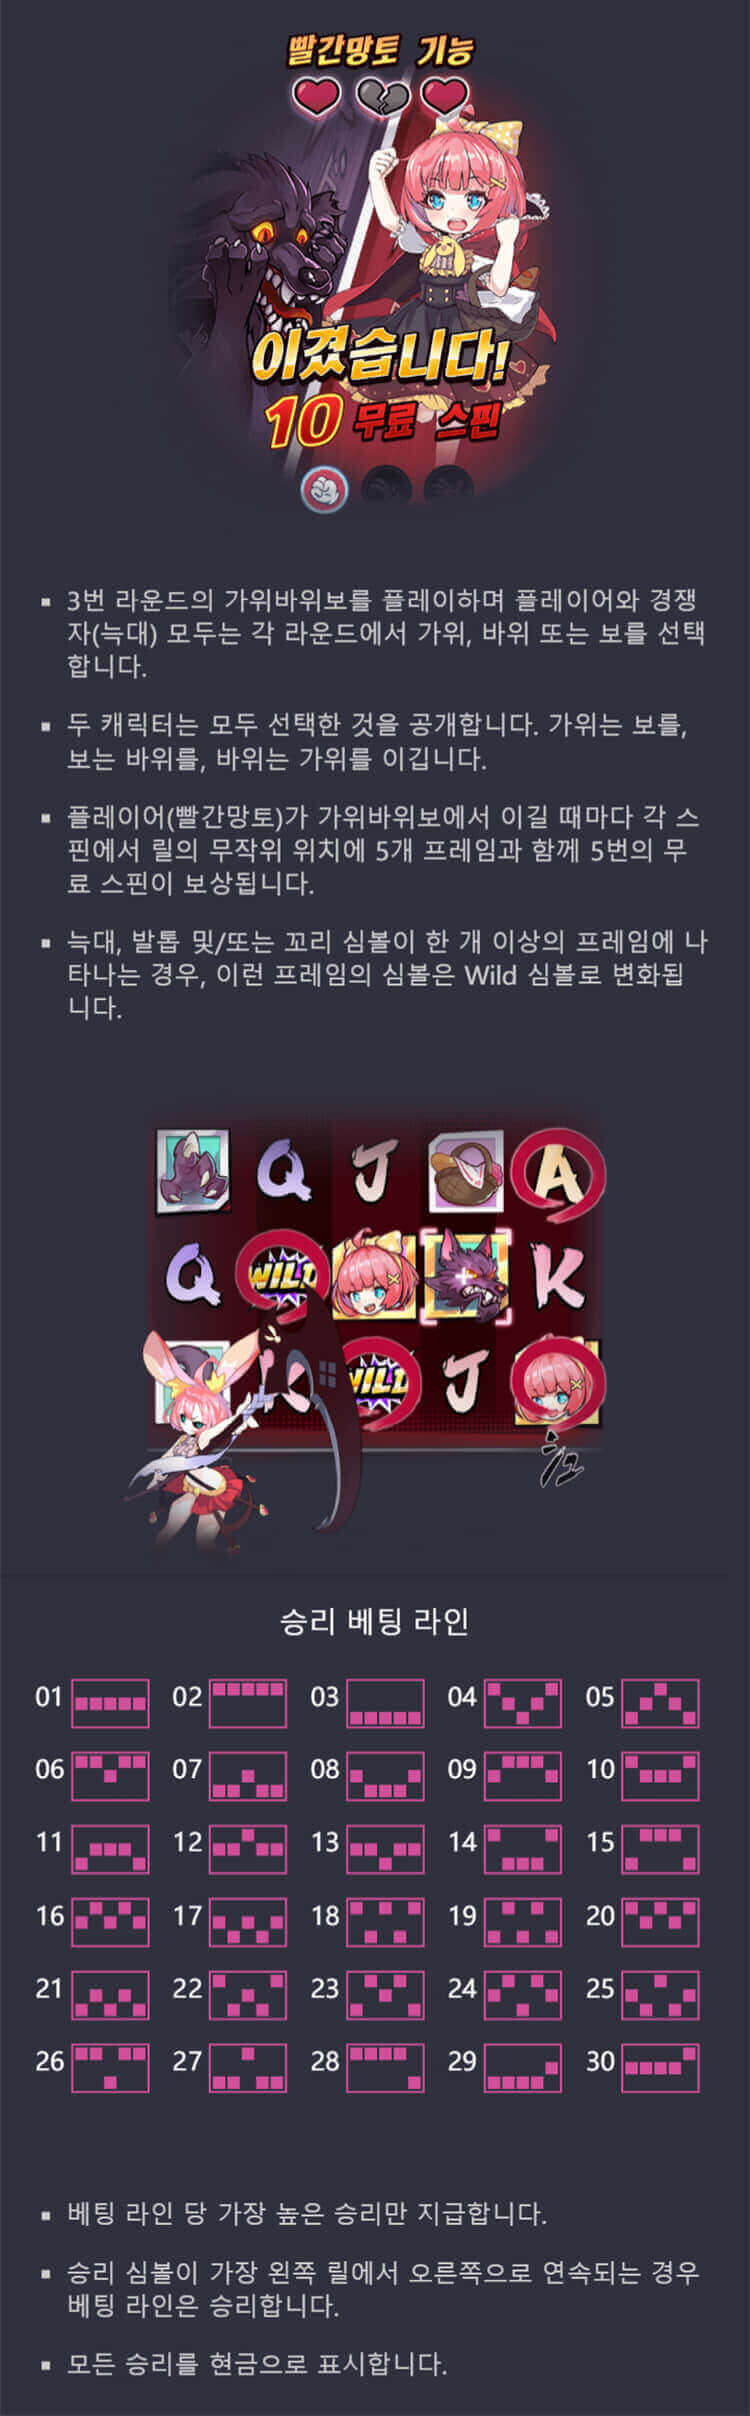 빨간망토 기능
이겼습니다!
10 무료 스핀
3번 라운드의 가위바위보를 플레이하며 플레이어와 경쟁
자(늑대) 모두는 각 라운드에서 가위, 바위 또는 보를 선택
합니다.
두 캐릭터는 모두 선택한 것을 공개합니다. 가위는 보를,
보는 바위를, 바위는 가위를 이깁니다.
플레이어(빨간망토)가 가위바위보에서 이길 때마다 각 스
핀에서 릴의 무작위 위치에 5개 프레임과 함께 5번의 무
료 스핀이 보상됩니다.
늑대, 발톱 및/또는 꼬리 심볼이 한 개 이상의 프레임에 나
타나는 경우, 이런 프레임의 심볼은 Wild 심볼로 변화됩
니다.
Q J A
Q WILD K
K WILD J
승리 베팅 라인
01 02 03 04 05
06 07 08 09 10
11 12 13 14 15
16 17 18 19 20
21 22 23 24 25
26 27 28 29 30
베팅 라인 당 가장 높은 승리만 지급합니다.
승리 심볼이 가장 왼쪽 릴에서 오른쪽으로 연속되는 경우
베팅 라인은 승리합니다.
모든 승리를 현금으로 표시합니다.